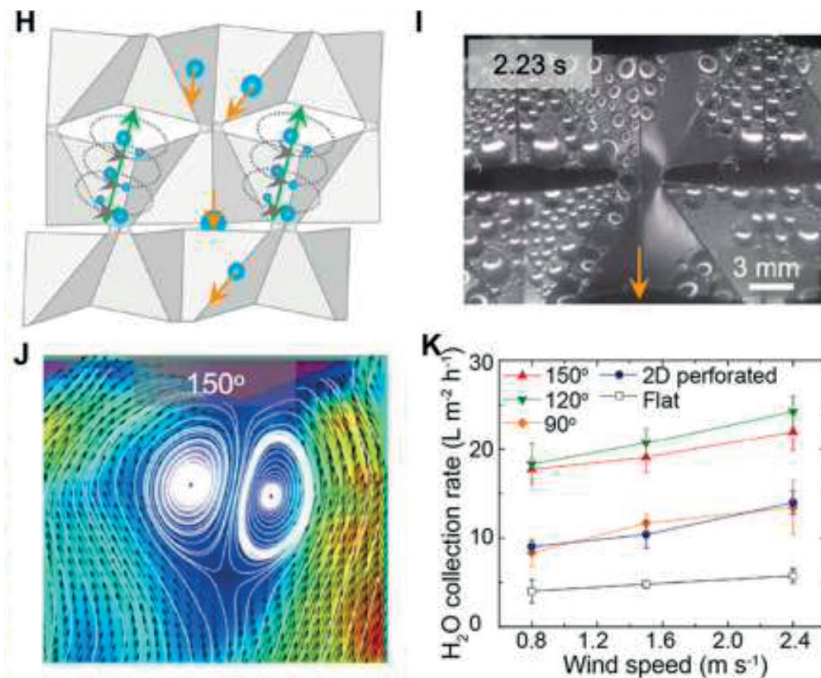 H
I
2.23 s
3 mm
J
150°
K
H₂O collection rate (L m⁻² h⁻¹)
30
20
10
0
150°
120°
90°
2D perforated
Flat
0.8
1.2
1.6
2.0
2.4
Wind speed (m s⁻¹)